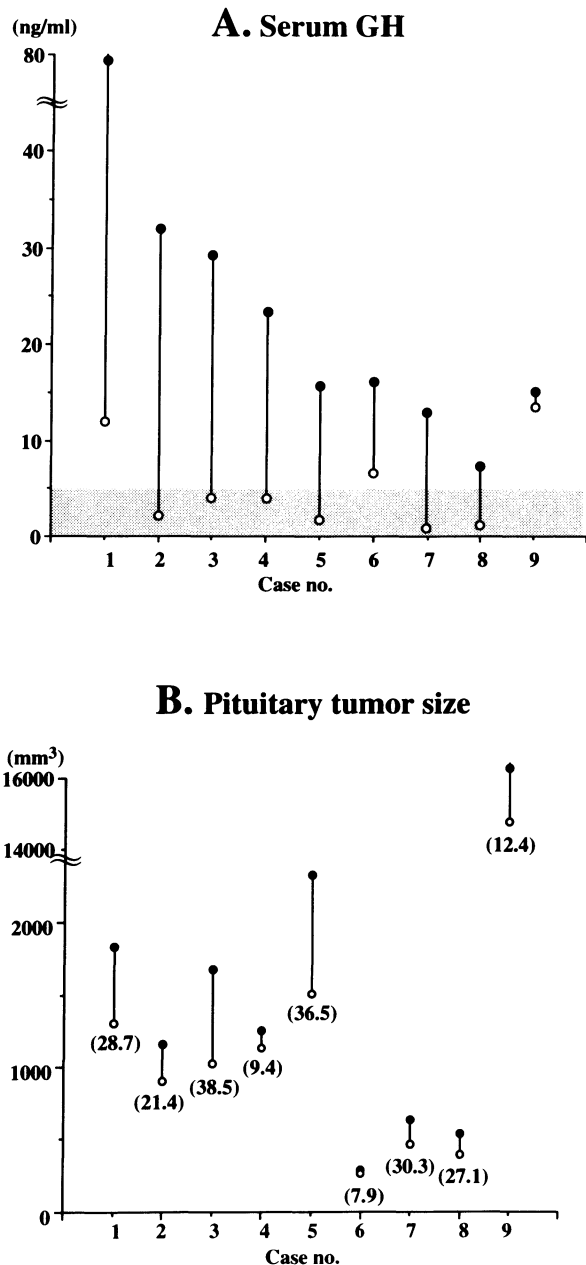 A. Serum GH
(ng/ml)
80
40
30
20
10
0
1 2 3 4 5 6 7 8 9
Case no.
B. Pituitary tumor size
(mm³)
16000
14000
(12.4)
2000
(36.5)
(28.7)
(9.4)
1000
(38.5)
(21.4)
(30.3)
(27.1)
(7.9)
0
1 2 3 4 5 6 7 8 9
Case no.